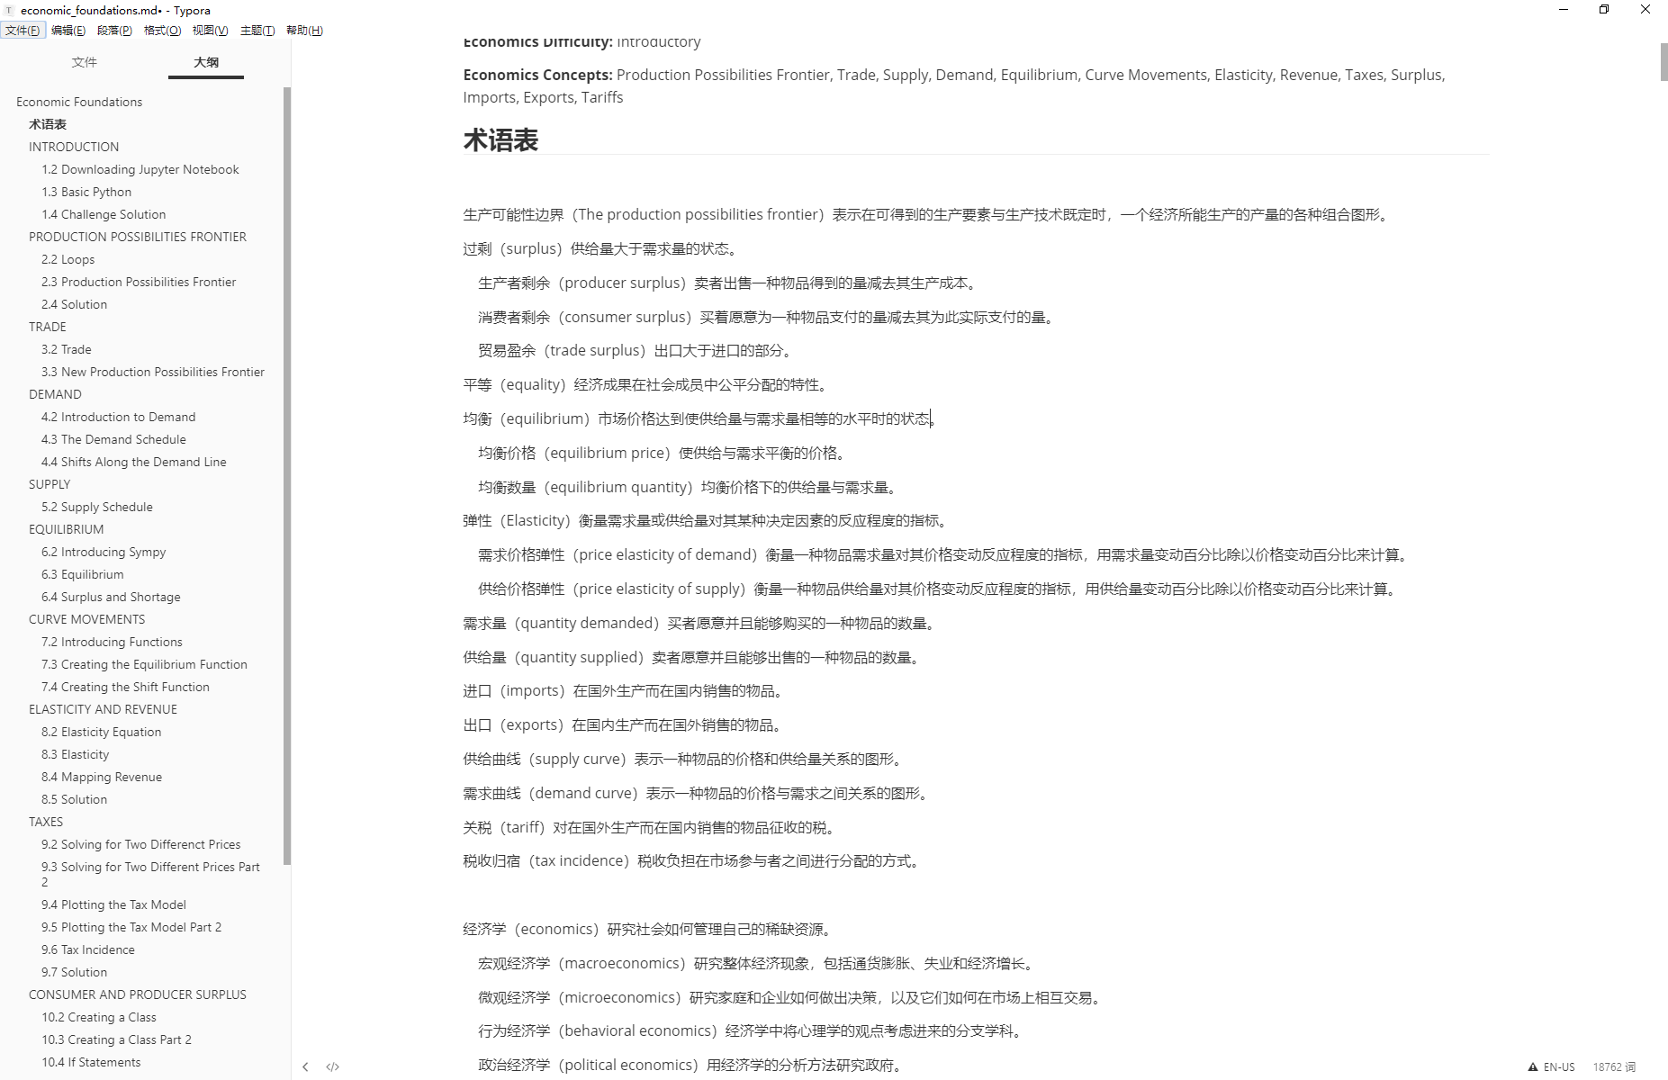 economic_foundations.md• - Typora
文件(F) 编辑(E) 段落(P) 格式(O) 视图(V) 主题(T) 帮助(H)
文件 大纲
Economic Foundations
术语表
INTRODUCTION
1.2 Downloading Jupyter Notebook
1.3 Basic Python
1.4 Challenge Solution
PRODUCTION POSSIBILITIES FRONTIER
2.2 Loops
2.3 Production Possibilities Frontier
2.4 Solution
TRADE
3.2 Trade
3.3 New Production Possibilities Frontier
DEMAND
4.2 Introduction to Demand
4.3 The Demand Schedule
4.4 Shifts Along the Demand Line
SUPPLY
5.2 Supply Schedule
EQUILIBRIUM
6.2 Introducing Sympy
6.3 Equilibrium
6.4 Surplus and Shortage
CURVE MOVEMENTS
7.2 Introducing Functions
7.3 Creating the Equilibrium Function
7.4 Creating the Shift Function
ELASTICITY AND REVENUE
8.2 Elasticity Equation
8.3 Elasticity
8.4 Mapping Revenue
8.5 Solution
TAXES
9.2 Solving for Two Differenct Prices
9.3 Solving for Two Different Prices Part
2
9.4 Plotting the Tax Model
9.5 Plotting the Tax Model Part 2
9.6 Tax Incidence
9.7 Solution
CONSUMER AND PRODUCER SURPLUS
10.2 Creating a Class
10.3 Creating a Class Part 2
10.4 If Statements
Economics Difficulty: Introductory
Economics Concepts: Production Possibilities Frontier, Trade, Supply, Demand, Equilibrium, Curve Movements, Elasticity, Revenue, Taxes, Surplus,
Imports, Exports, Tariffs
术语表
生产可能性边界（The production possibilities frontier）表示在可得到的生产要素与生产技术既定时，一个经济所能生产的产量的各种组合图形。
过剩（surplus）供给量大于需求量的状态。
生产者剩余（producer surplus）卖者出售一种物品得到的量减去其生产成本。
消费者剩余（consumer surplus）买着愿意为一种物品支付的量减去其为此实际支付的量。
贸易盈余（trade surplus）出口大于进口的部分。
平等（equality）经济成果在社会成员中公平分配的特性。
均衡（equilibrium）市场价格达到使供给量与需求量相等的水平时的状态。
均衡价格（equilibrium price）使供给与需求平衡的价格。
均衡数量（equilibrium quantity）均衡价格下的供给量与需求量。
弹性（Elasticity）衡量需求量或供给量对其某种决定因素的反应程度的指标。
需求价格弹性（price elasticity of demand）衡量一种物品需求量对其价格变动反应程度的指标，用需求量变动百分比除以价格变动百分比来计算。
供给价格弹性（price elasticity of supply）衡量一种物品供给量对其价格变动反应程度的指标，用供给量变动百分比除以价格变动百分比来计算。
需求量（quantity demanded）买者愿意并且能够购买的一种物品的数量。
供给量（quantity supplied）卖者愿意并且能够出售的一种物品的数量。
进口（imports）在国外生产而在国内销售的物品。
出口（exports）在国内生产而在国外销售的物品。
供给曲线（supply curve）表示一种物品的价格和供给量关系的图形。
需求曲线（demand curve）表示一种物品的价格与需求之间关系的图形。
关税（tariff）对在国外生产而在国内销售的物品征收的税。
税收归宿（tax incidence）税收负担在市场参与者之间进行分配的方式。
经济学（economics）研究社会如何管理自己的稀缺资源。
宏观经济学（macroeconomics）研究整体经济现象，包括通货膨胀、失业和经济增长。
微观经济学（microeconomics）研究家庭和企业如何做出决策，以及它们如何在市场上相互交易。
行为经济学（behavioral economics）经济学中将心理学的观点考虑进来的分支学科。
政治经济学（political economics）用经济学的分析方法研究政府。
EN-US 18762 词